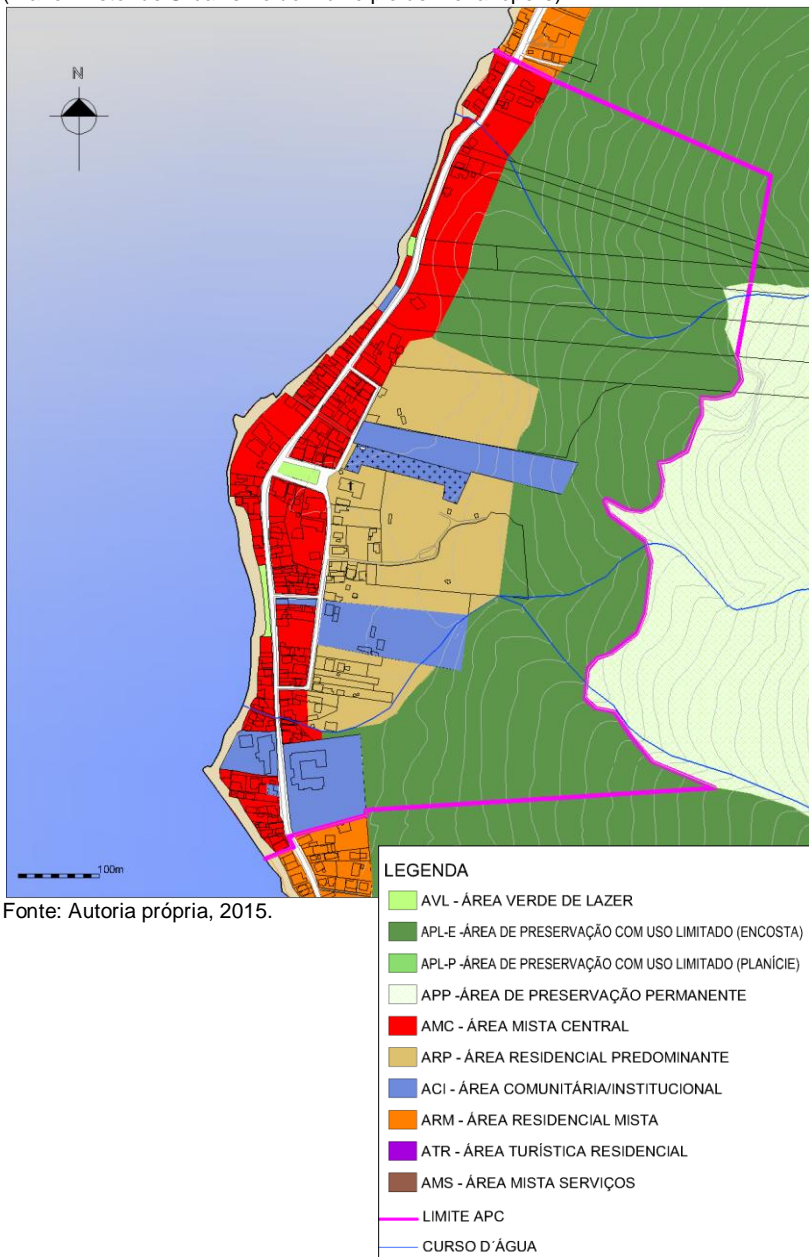 N
100m
Fonte: Autoria própria, 2015.
LEGENDA
AVL - ÁREA VERDE DE LAZER
APL-E -ÁREA DE PRESERVAÇÃO COM USO LIMITADO (ENCOSTA)
APL-P -ÁREA DE PRESERVAÇÃO COM USO LIMITADO (PLANÍCIE)
APP -ÁREA DE PRESERVAÇÃO PERMANENTE
AMC - ÁREA MISTA CENTRAL
ARP - ÁREA RESIDENCIAL PREDOMINANTE
ACI - ÁREA COMUNITÁRIA/INSTITUCIONAL
ARM - ÁREA RESIDENCIAL MISTA
ATR - ÁREA TURÍSTICA RESIDENCIAL
AMS - ÁREA MISTA SERVIÇOS
LIMITE APC
CURSO D´ÁGUA